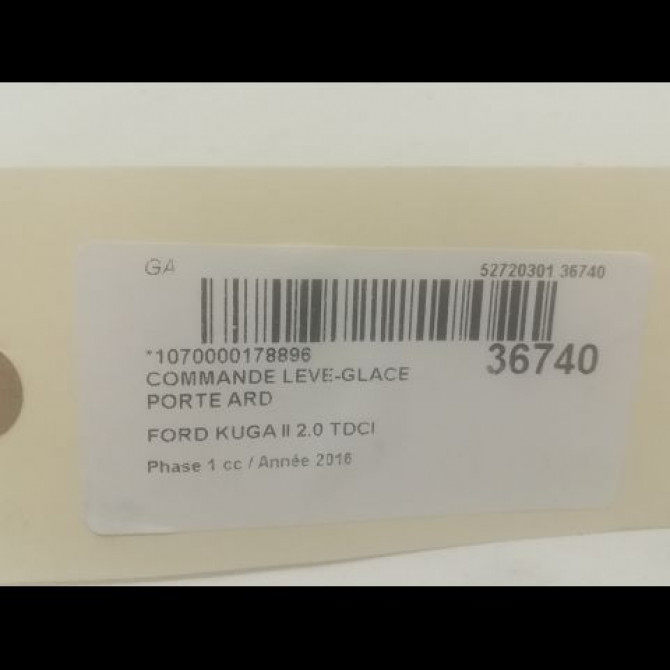 GA
52720301 36740
*1070000178896
36740
COMMANDE LEVE-GLACE
PORTE ARD
FORD KUGA II 2.0 TDCI
Phase 1 cc / Année 2016